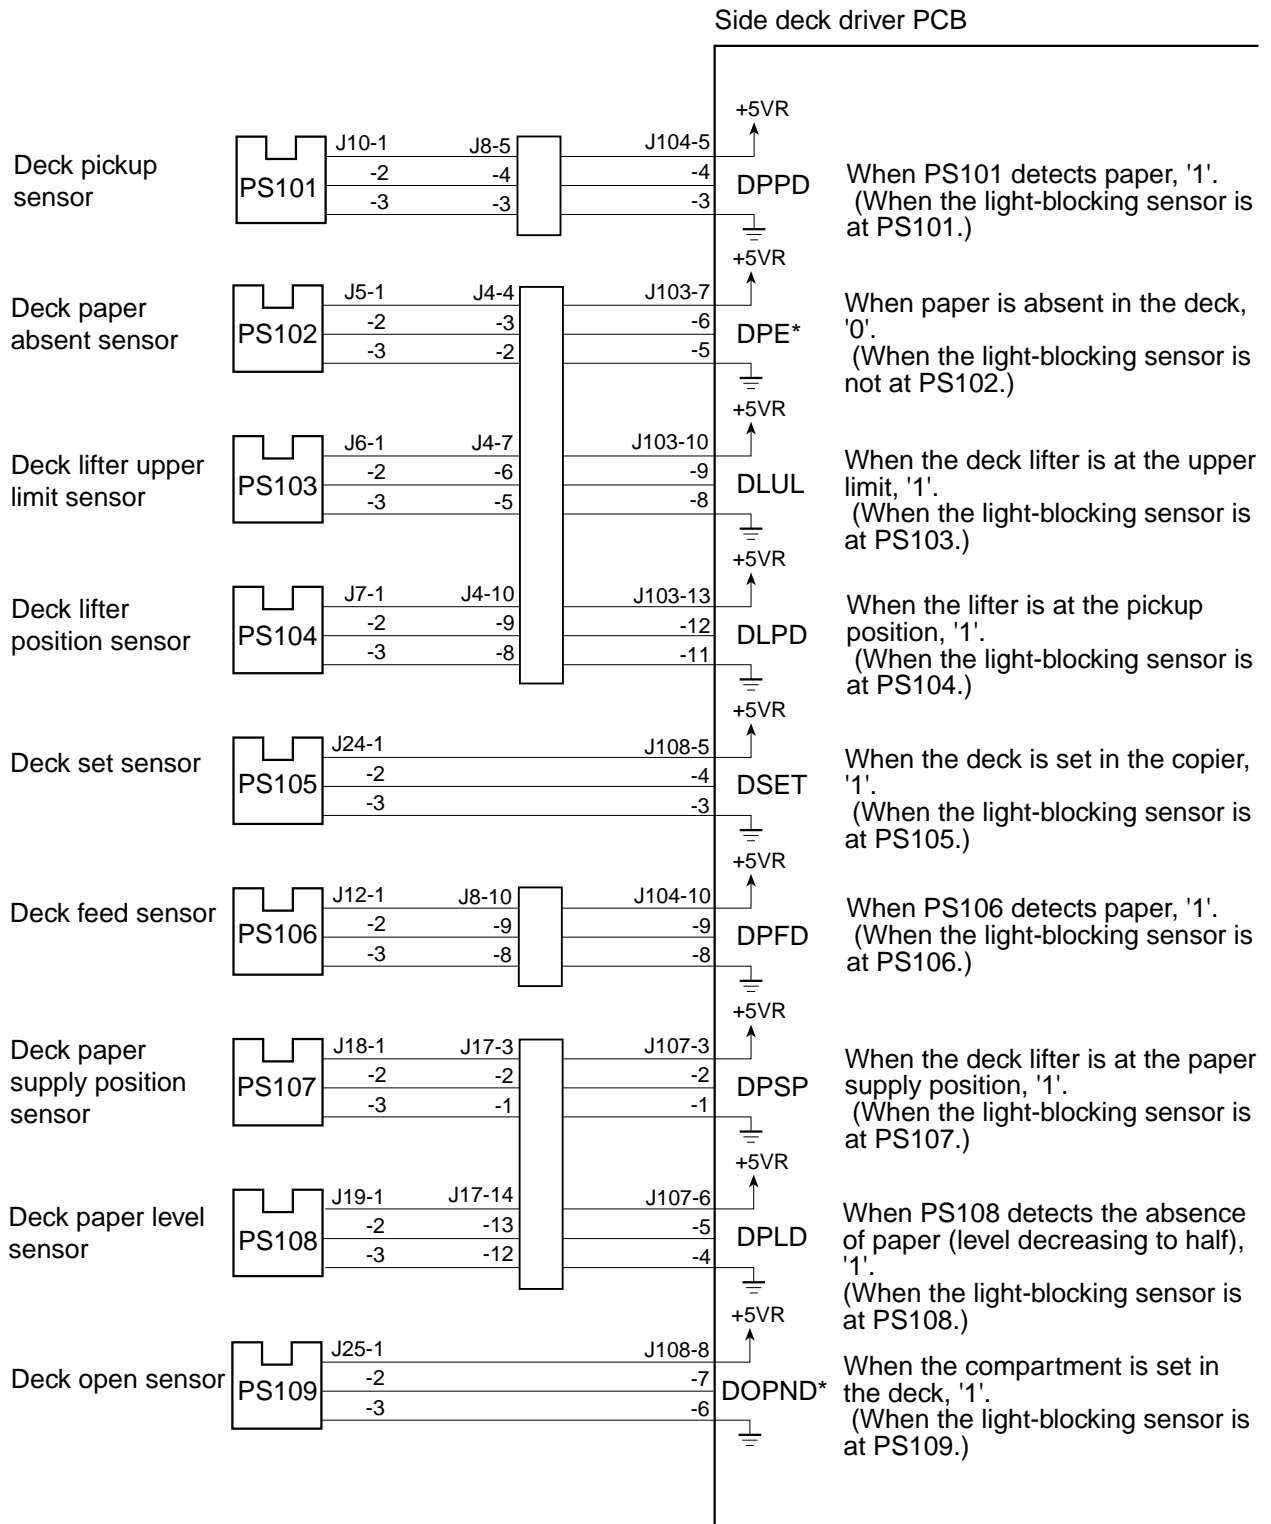 Side deck driver PCB
+5VR
Deck pickup
sensor
PS101
J10-1
-2
-3
J8-5
-4
-3
J104-5
-4
-3
DPPD
When PS101 detects paper, '1'.
(When the light-blocking sensor is
at PS101.)
+5VR
Deck paper
absent sensor
PS102
J5-1
-2
-3
J4-4
-3
-2
J103-7
-6
-5
DPE*
When paper is absent in the deck,
'0'.
(When the light-blocking sensor is
not at PS102.)
+5VR
Deck lifter upper
limit sensor
PS103
J6-1
-2
-3
J4-7
-6
-5
J103-10
-9
-8
DLUL
When the deck lifter is at the upper
limit, '1'.
(When the light-blocking sensor is
at PS103.)
+5VR
Deck lifter
position sensor
PS104
J7-1
-2
-3
J4-10
-9
-8
J103-13
-12
-11
DLPD
When the lifter is at the pickup
position, '1'.
(When the light-blocking sensor is
at PS104.)
+5VR
Deck set sensor
PS105
J24-1
-2
-3
J108-5
-4
-3
DSET
When the deck is set in the copier,
'1'.
(When the light-blocking sensor is
at PS105.)
+5VR
Deck feed sensor
PS106
J12-1
-2
-3
J8-10
-9
-8
J104-10
-9
-8
DPFD
When PS106 detects paper, '1'.
(When the light-blocking sensor is
at PS106.)
+5VR
Deck paper
supply position
sensor
PS107
J18-1
-2
-3
J17-3
-2
-1
J107-3
-2
-1
DPSP
When the deck lifter is at the paper
supply position, '1'.
(When the light-blocking sensor is
at PS107.)
+5VR
Deck paper level
sensor
PS108
J19-1
-2
-3
J17-14
-13
-12
J107-6
-5
-4
DPLD
When PS108 detects the absence
of paper (level decreasing to half),
'1'.
(When the light-blocking sensor is
at PS108.)
+5VR
Deck open sensor
PS109
J25-1
-2
-3
J108-8
-7
-6
DOPND*
When the compartment is set in
the deck, '1'.
(When the light-blocking sensor is
at PS109.)